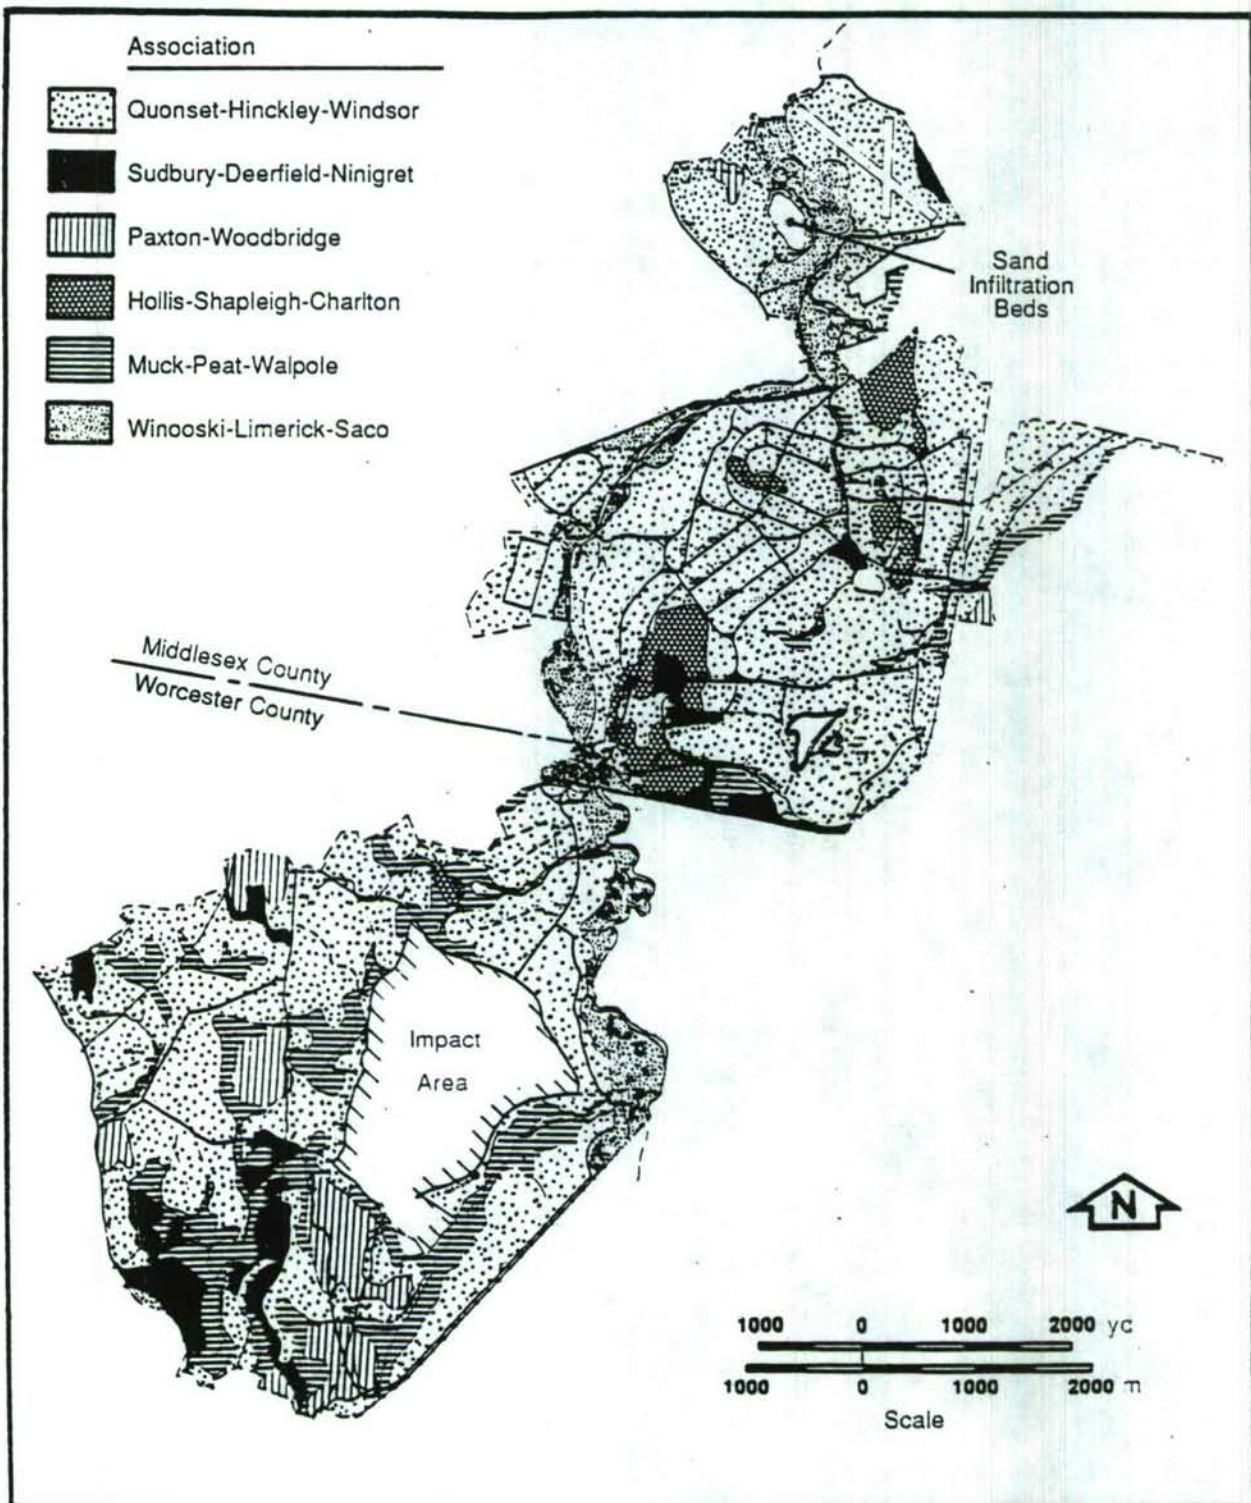 Association
Quonset-Hinckley-Windsor
Sudbury-Deerfield-Ninigret
Paxton-Woodbridge
Hollis-Shapleigh-Charlton
Muck-Peat-Walpole
Winooski-Limerick-Saco
Sand
Infiltration
Beds
Middlesex County
Worcester County
Impact
Area
N
1000 0 1000 2000 yd
1000 0 1000 2000 m
Scale